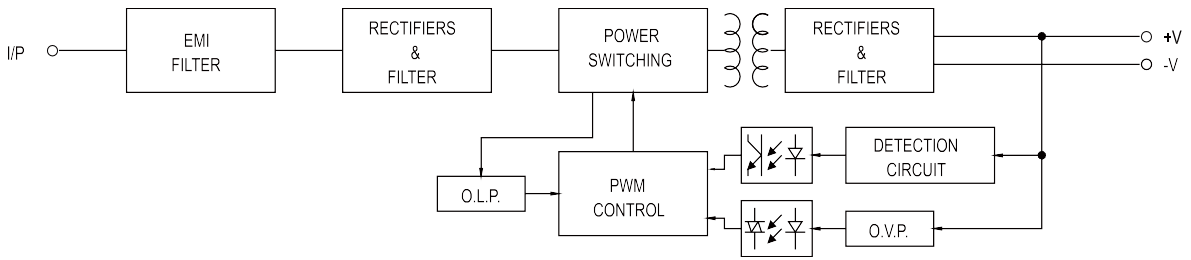 I/P
EMI
FILTER
RECTIFIERS
&
FILTER
POWER
SWITCHING
RECTIFIERS
&
FILTER
+V
-V
O.L.P.
PWM
CONTROL
DETECTION
CIRCUIT
O.V.P.